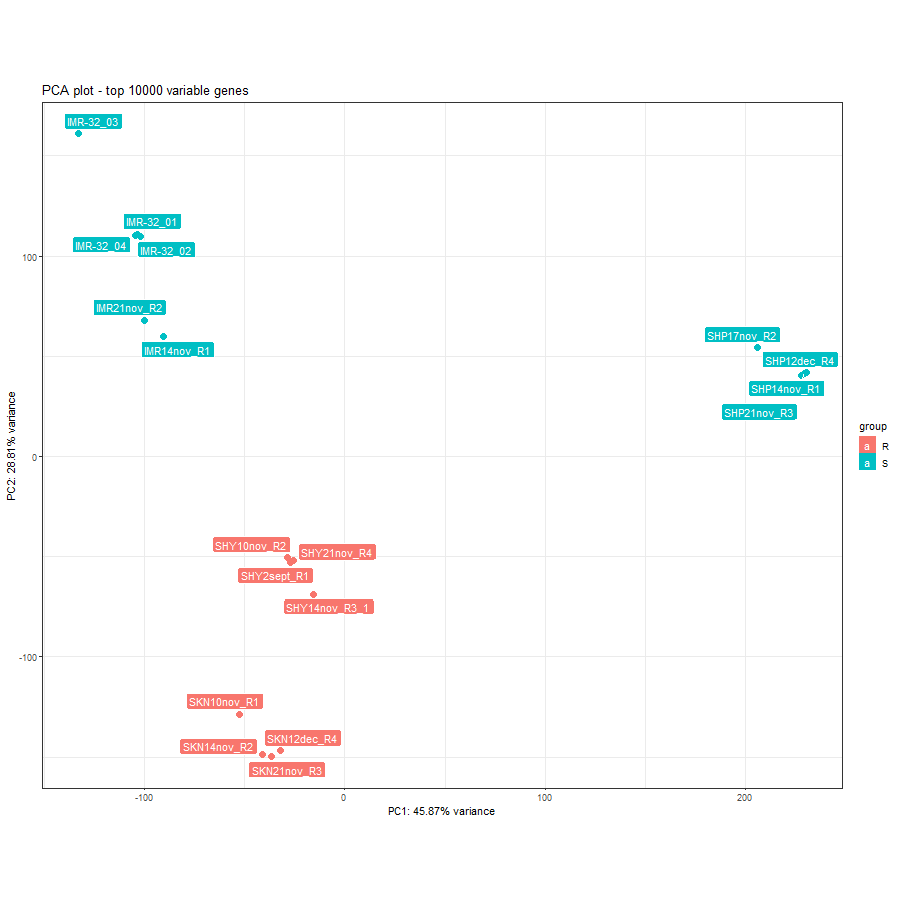 PCA plot - top 10000 variable genes
IMR-32_03
IMR-32_01
IMR-32_04
IMR-32_02
IMR21nov_R2
IMR14nov_R1
SHP17nov_R2
SHP12dec_R4
SHP14nov_R1
SHP21nov_R3
SHY10nov_R2
SHY21nov_R4
SHY2sept_R1
SHY14nov_R3_1
SKN10nov_R1
SKN12dec_R4
SKN14nov_R2
SKN21nov_R3
100
0
-100
PC2: 28.81% variance
-100
0
100
200
PC1: 45.87% variance
group
a R
a S